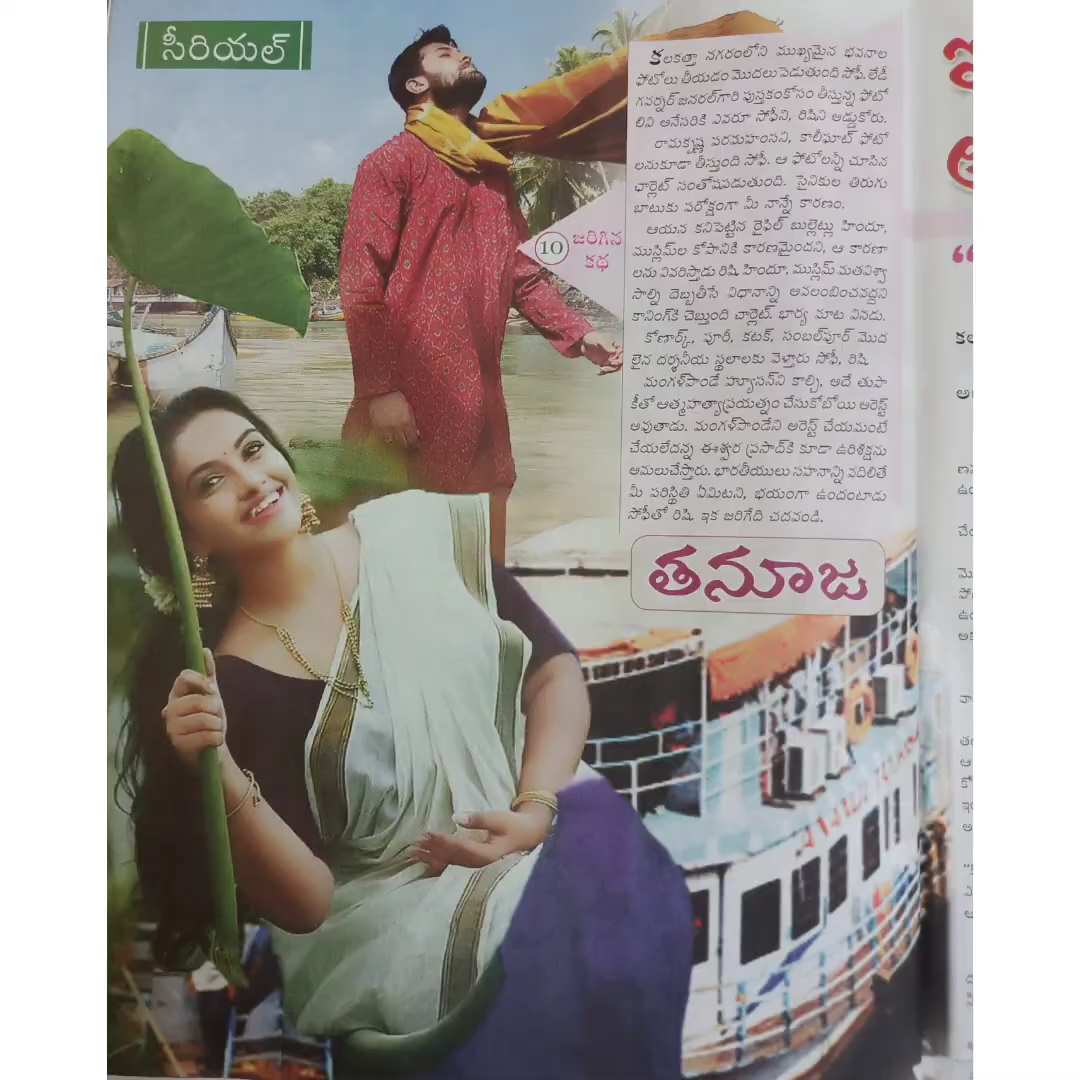 సీరియల్
కలకత్తా నగరంలోని ముఖ్యమైన భవనాల
ఫోటోలు తీయడం మొదలుపెడుతుంది సోఫీ. లేడీ
గవర్నర్ జనరల్‌గారి పుస్తకంకోసం తీస్తున్న ఫోటో
లివి అనేసరికి ఎవరూ సోఫీని, రిషిని అడ్డుకోరు.
రామకృష్ణ పరమహంసని, కాలీఘాట్ ఫోటో
లనుకూడా తీస్తుంది సోఫీ. ఆ ఫోటోలన్నీ చూసిన
ఛార్లెట్ సంతోషపడుతుంది. సైనికుల తిరుగు
బాటుకు పరోక్షంగా మీ నాన్నే కారణం.
ఆయన కనిపెట్టిన రైఫిల్ బుల్లెట్లు హిందూ,
ముస్లిమ్‌ల కోపానికి కారణమైందని, ఆ కారణా
లను వివరిస్తాడు రిషి. హిందూ, ముస్లిమ్ మతవిశ్వా
సాల్ని దెబ్బతీసే విధానాన్ని అవలంబించవద్దని
కానింగ్‌కి చెబ్తుంది చార్లెట్. భార్య మాట వినడు.
కోణార్క్, పూరీ, కటక్, సంబల్‌పూర్ మొద
లైన దర్శనీయ స్థలాలకు వెళ్తారు సోఫీ, రిషి.
మంగళ్‌పాండే హ్యూసన్‌ని కాల్చి, అదే తుపా
కీతో ఆత్మహత్యాప్రయత్నం చేసుకోబోయి అరెస్ట్
అవుతాడు. మంగళ్‌పాండేని అరెస్ట్ చేయమంటే
చేయలేదన్న ఈశ్వర ప్రసాద్‌కి కూడా ఉరిశిక్షను
అమలుచేస్తారు. భారతీయులు సహనాన్ని వదిలితే
మీ పరిస్థితి ఏమిటని, భయంగా ఉందంటాడు
సోఫీతో రిషి. ఇక జరిగేది చదవండి.
10 జరిగిన
కథ
తనూజ